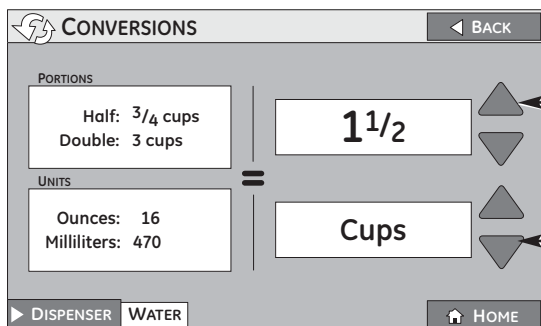 CONVERSIONS
BACK
PORTIONS
Half: 3/4 cups
Double: 3 cups
1 1/2
UNITS
=
Ounces: 16
Milliliters: 470
Cups
DISPENSER WATER
HOME